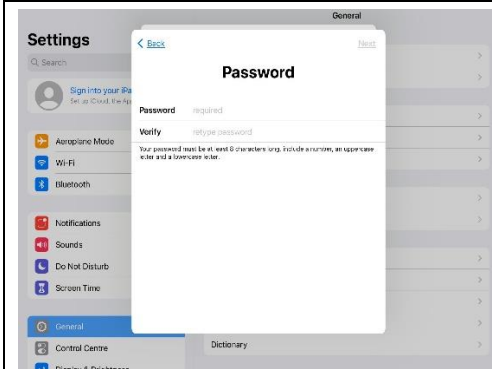 General
Settings
Search
Sign into your iPa
Set up iCloud, the Ap
Aeroplane Mode
Wi-Fi
Bluetooth
Notifications
Sounds
Do Not Disturb
Screen Time
General
Control Centre
Display & Brightness
Back
Next
Password
Password required
Verify retype password
Your password must be at least 8 characters long, include a number, an uppercase
letter and a lowercase letter.
Dictionary